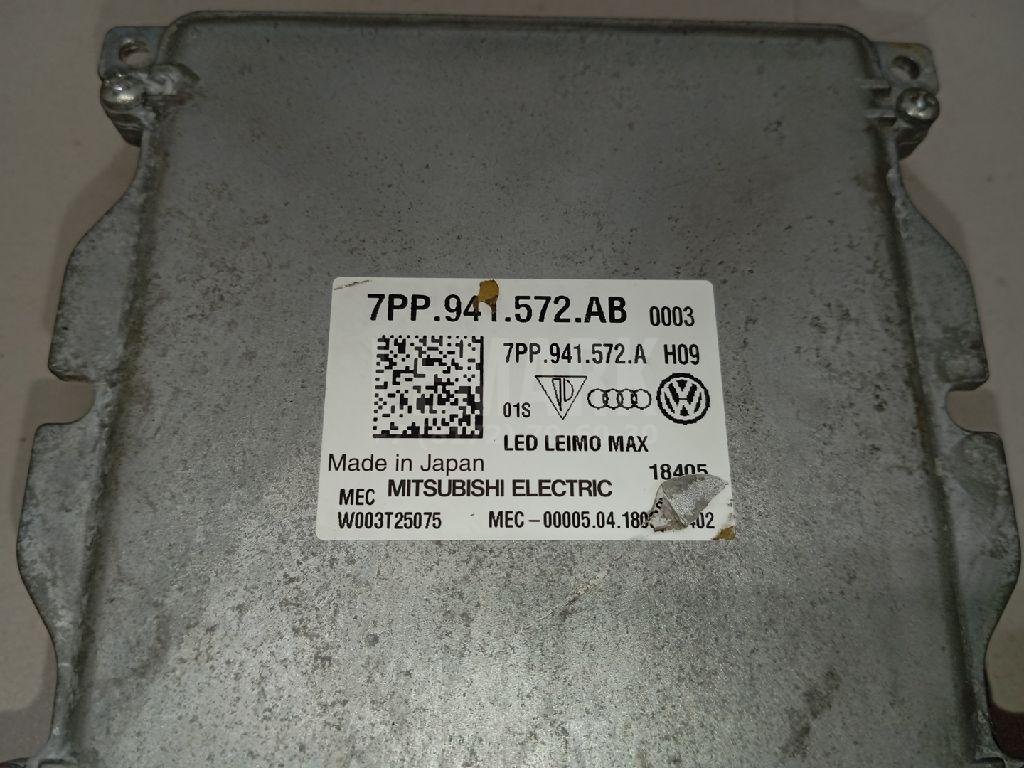 7PP.941.572.AB 0003
7PP.941.572.A H09
01S
LED LEIMO MAX
Made in Japan 18405
MEC MITSUBISHI ELECTRIC
W003T25075 MEC-00005.04.180 402